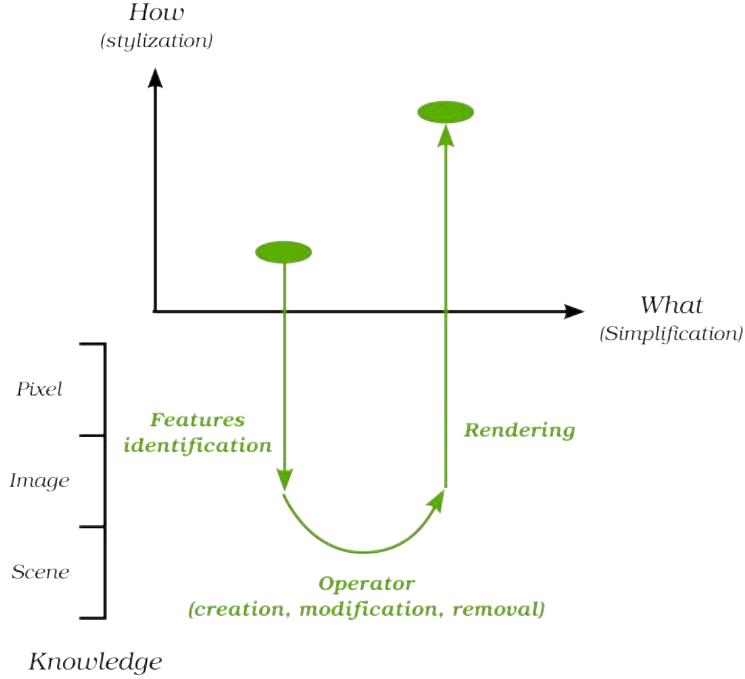 How
(stylization)
What
(Simplification)
Pixel
Features
identification
Rendering
Image
Scene
Operator
(creation, modification, removal)
Knowledge